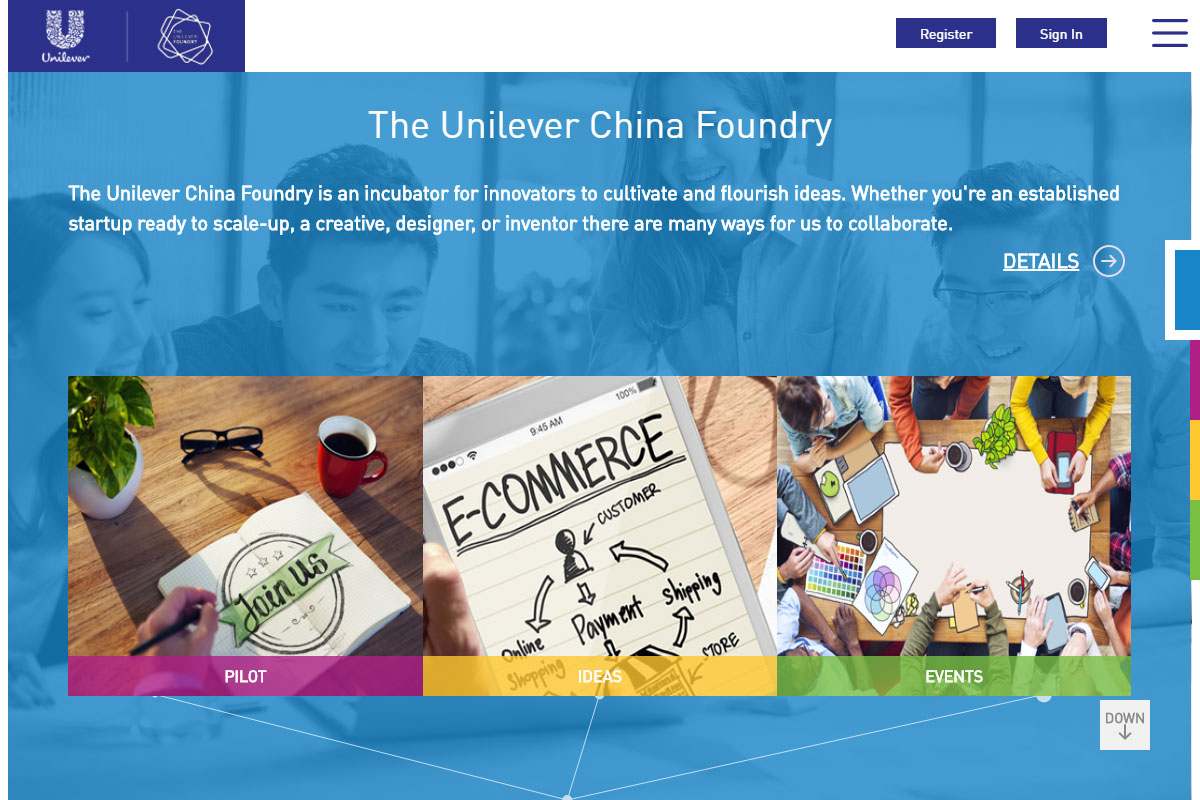 Unilever
THE
UNILEVER
FOUNDRY
Register
Sign In
The Unilever China Foundry
The Unilever China Foundry is an incubator for innovators to cultivate and flourish ideas. Whether you're an established
startup ready to scale-up, a creative, designer, or inventor there are many ways for us to collaborate.
DETAILS
Join US
9:45 AM
100%
E-COMMERCE
CUSTOMER
Online
Shopping
Payment
Shipping
STORE
PILOT
IDEAS
EVENTS
DOWN